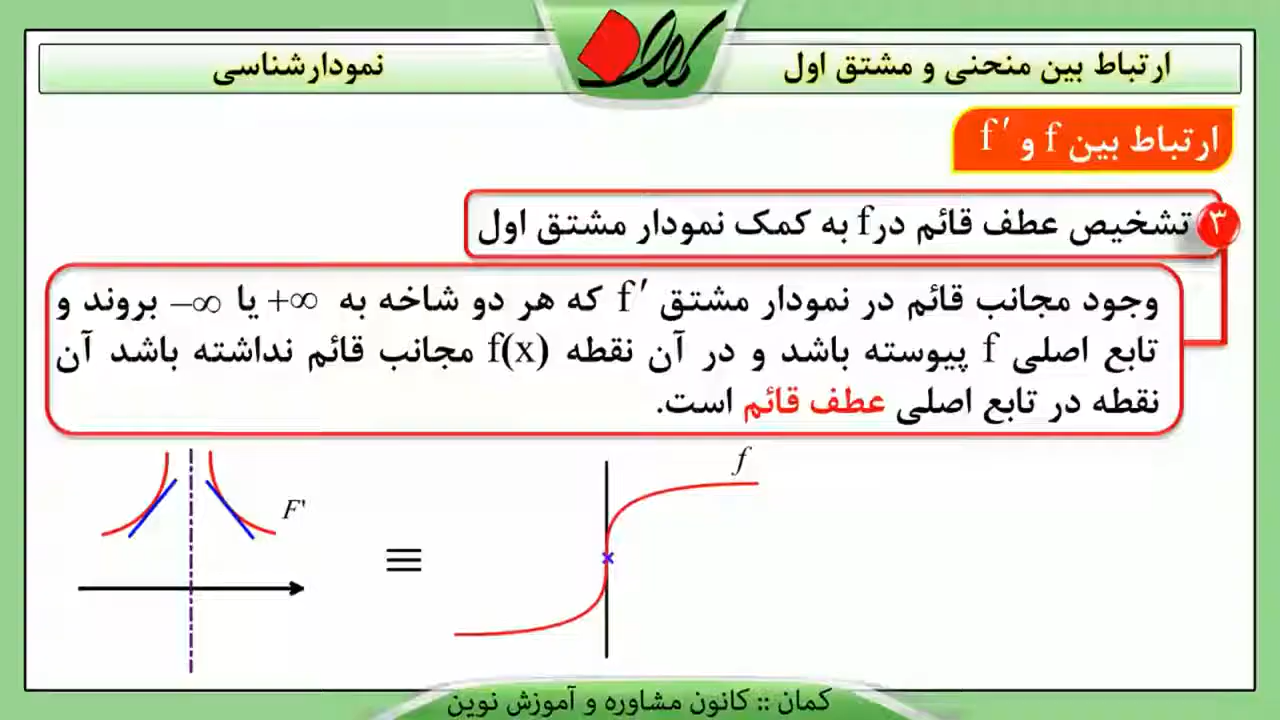 ارتباط بین منحنی و مشتق اول
نمودارشناسی
ارتباط بین f و f ′
۳
تشخیص عطف قائم در f به کمک نمودار مشتق اول
وجود مجانب قائم در نمودار مشتق f ′ که هر دو شاخه به +∞ یا −∞ بروند و
تابع اصلی f پیوسته باشد و در آن نقطه f(x) مجانب قائم نداشته باشد آن
نقطه در تابع اصلی عطف قائم است.
F'
≡
f
کمان :: کانون مشاوره و آموزش نوین